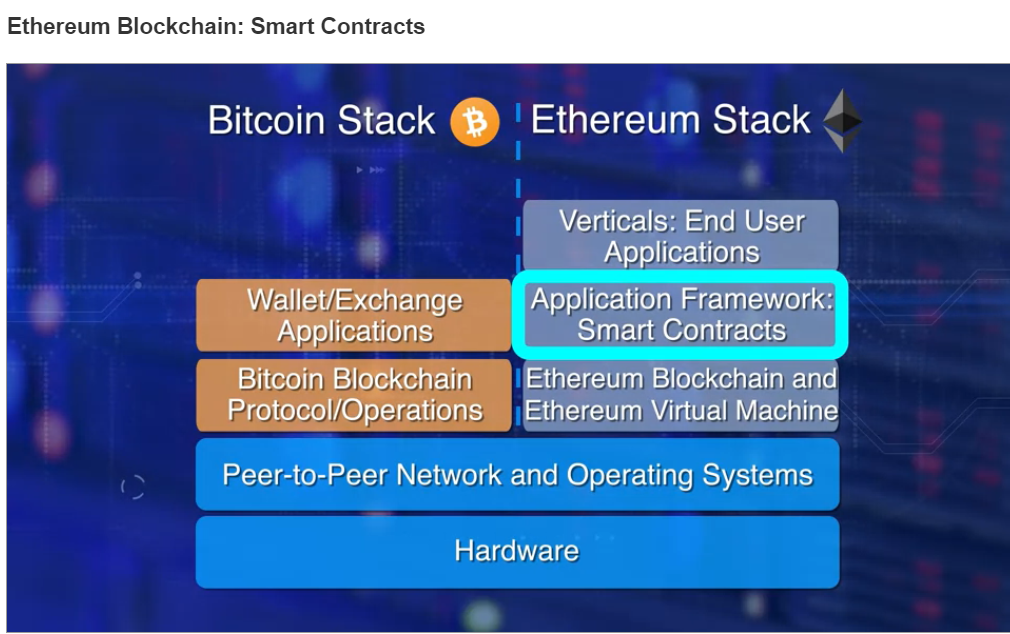 Ethereum Blockchain: Smart Contracts
Bitcoin Stack
Ethereum Stack
Verticals: End User
Applications
Wallet/Exchange
Applications
Application Framework:
Smart Contracts
Bitcoin Blockchain
Protocol/Operations
Ethereum Blockchain and
Ethereum Virtual Machine
Peer-to-Peer Network and Operating Systems
Hardware